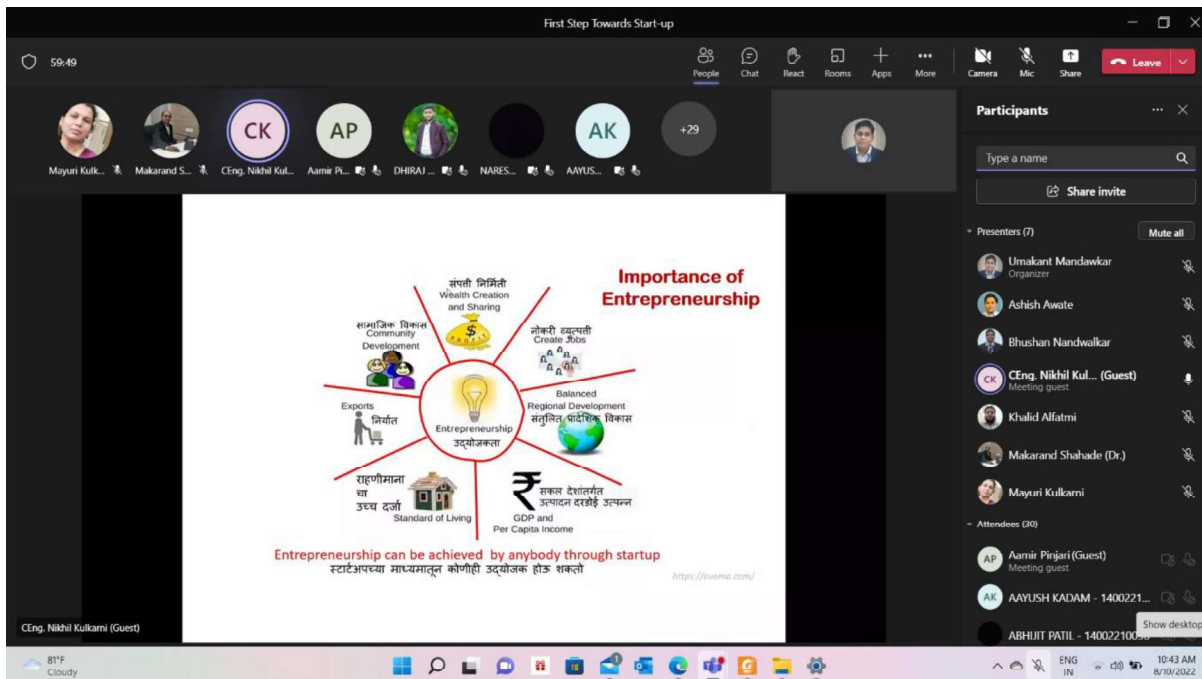 First Step Towards Start-up
59:49
People
Chat
React
Rooms
Apps
More
Camera
Mic
Share
Leave
Mayuri Kulk...
Makarand S...
CEng. Nikhil Kul...
Aamir Pi...
DHIRAJ ...
NARES...
AAYUS...
CK
AP
AK
+29
Importance of
Entrepreneurship
संपत्ती निर्मिती
Wealth Creation
and Sharing
PROFIT
नोकरी व्युत्पती
Create Jobs
Balanced
Regional Development
संतुलित प्रादेशिक विकास
₹
सकल देशांतर्गत
उत्पादन दरडोई उत्पन्न
GDP and
Per Capita Income
राहणीमाना
चा
उच्च दर्जा
Standard of Living
Exports
निर्यात
सामाजिक विकास
Community
Development
Entrepreneurship
उद्योजकता
Entrepreneurship can be achieved by anybody through startup
स्टार्टअपच्या माध्यमातून कोणीही उद्योजक होऊ शकतो
https://evoma.com/
CEng. Nikhil Kulkarni (Guest)
Participants
Type a name
Share invite
Presenters (7)
Mute all
Umakant Mandawkar
Organizer
Ashish Awate
Bhushan Nandwalkar
CK
CEng. Nikhil Kul... (Guest)
Meeting guest
Khalid Alfatmi
Makarand Shahade (Dr.)
Mayuri Kulkarni
Attendees (30)
AP
Aamir Pinjari (Guest)
Meeting guest
AK
AAYUSH KADAM - 1400221...
ABHIJIT PATIL
Show desktop
81°F
Cloudy
ENG
IN
10:43 AM
8/10/2022